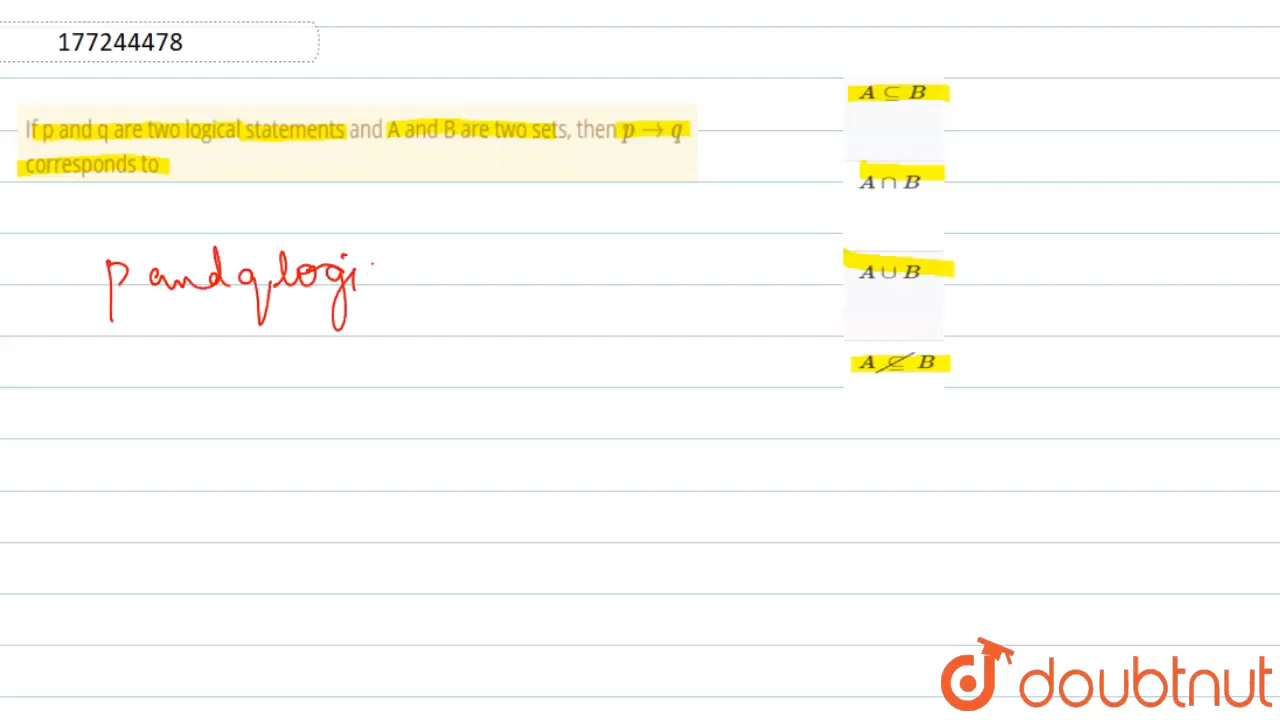 177244478
If p and q are two logical statements and A and B are two sets, then p → q
corresponds to
A ⊆ B
A ∩ B
A ∪ B
A ⊈ B
p and q logi
doubtnut